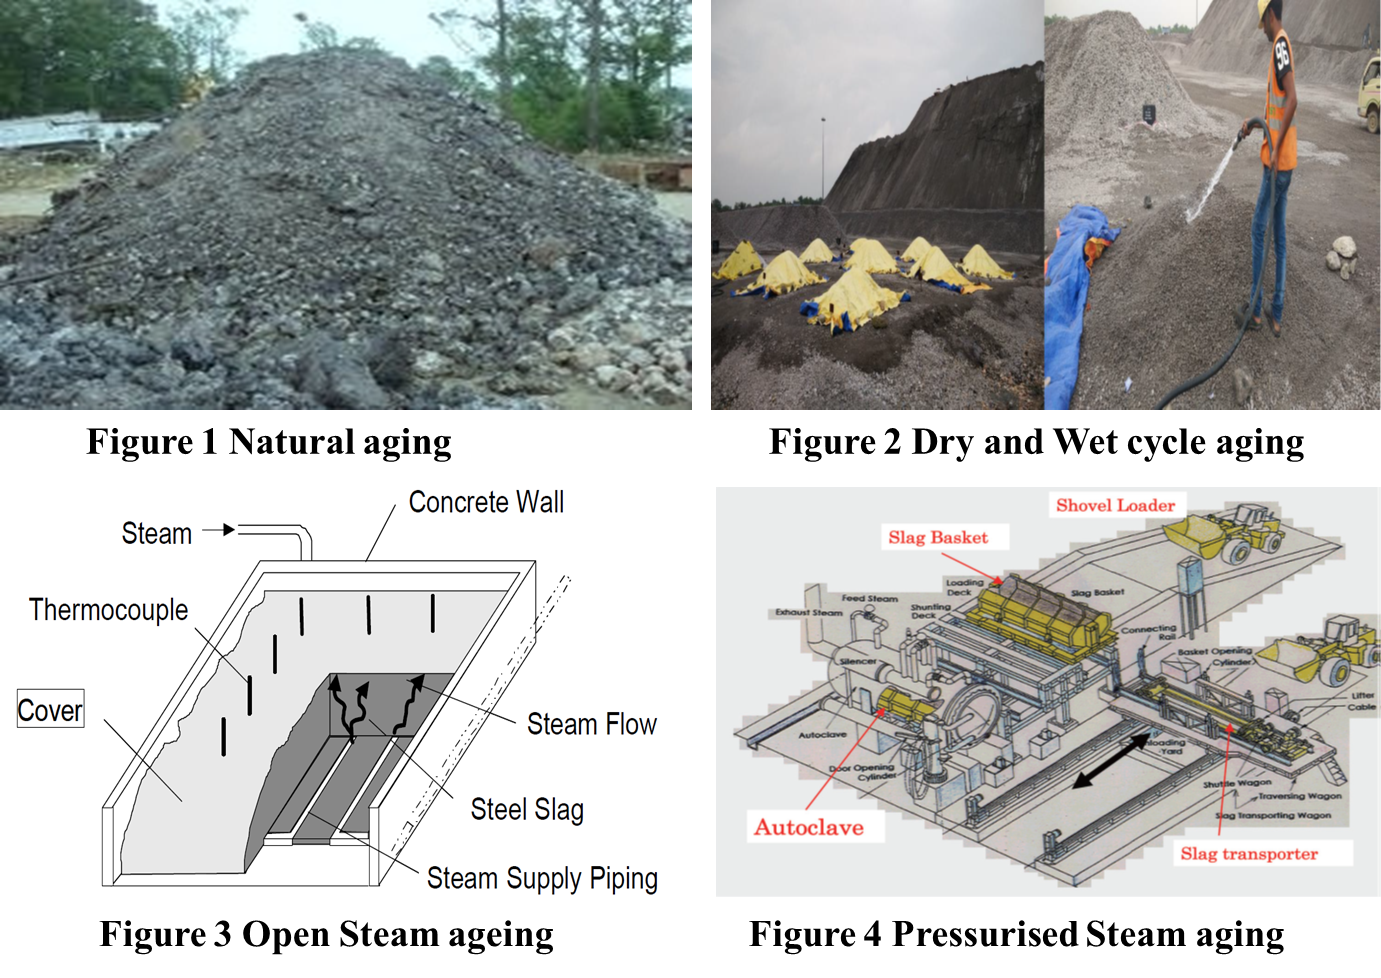 96
Figure 1 Natural aging
Figure 2 Dry and Wet cycle aging
Concrete Wall
Steam
Thermocouple
Cover
Steam Flow
Steel Slag
Steam Supply Piping
Figure 3 Open Steam ageing
Shovel Loader
Slag Basket
Loading
Deck
Slag Basket
Feed Steam
Exhaust Steam
Shunting
Deck
Connecting
Rail
Basket Opening
Cylinder
Silencer
Lifter
Cable
Autoclave
Door Opening
Cylinder
Yard
Shuttle Wagon
Traversing Wagon
Slag Transporting Wagon
Autoclave
Slag transporter
Figure 4 Pressurised Steam aging